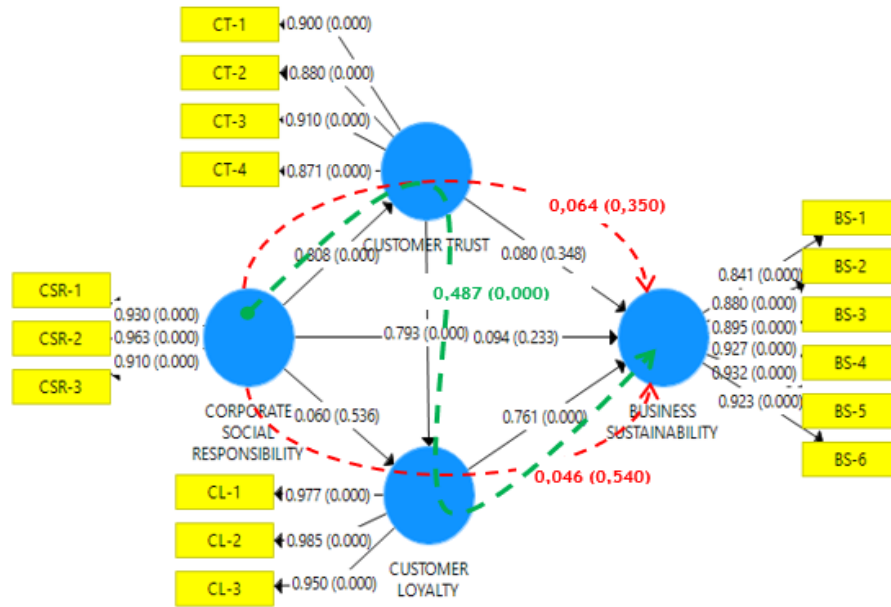 CT-1
0.900 (0.000)
CT-2
0.880 (0.000)
CT-3
0.910 (0.000)
CT-4
0.871 (0.000)
0,064 (0,350)
BS-1
CUSTOMER TRUST
0.808 (0.000)
0.080 (0.348)
0.841 (0.000)
BS-2
CSR-1
0,487 (0,000)
0.880 (0.000)
0.930 (0.000)
0.895 (0.000)
BS-3
CSR-2
0.963 (0.000)
0.793 (0.000)
0.094 (0.233)
0.927 (0.000)
0.910 (0.000)
0.932 (0.000)
BS-4
CSR-3
0.923 (0.000)
CORPORATE
SOCIAL
RESPONSIBILITY
0.060 (0.536)
0.761 (0.000)
BUSINESS
SUSTAINABILITY
BS-5
BS-6
0,046 (0,540)
CL-1
0.977 (0.000)
CL-2
0.985 (0.000)
CL-3
0.950 (0.000)
CUSTOMER
LOYALTY